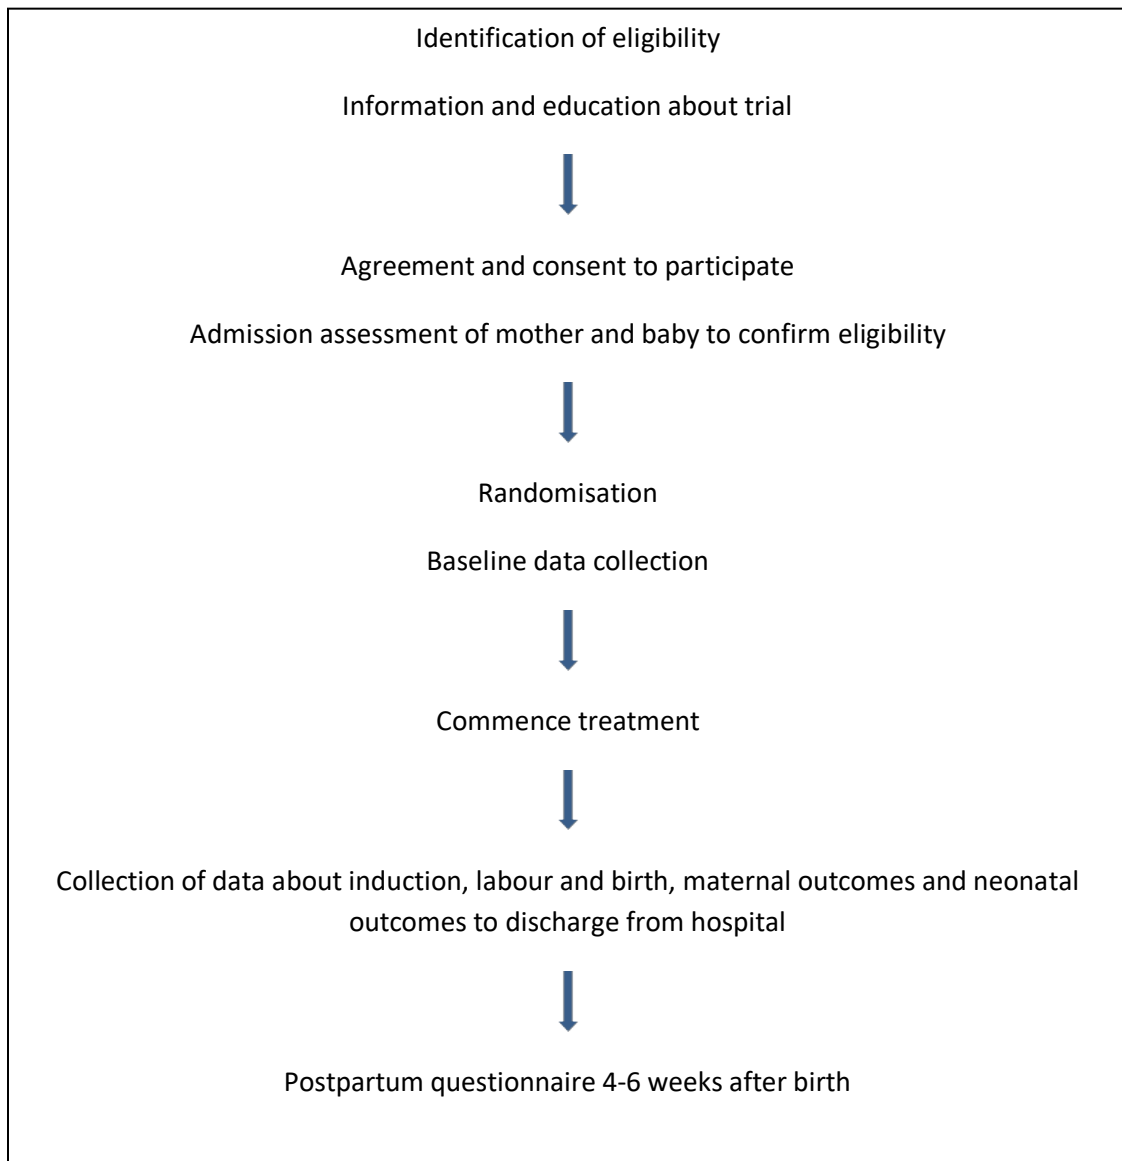 Identification of eligibility
Information and education about trial
Agreement and consent to participate
Admission assessment of mother and baby to confirm eligibility
Randomisation
Baseline data collection
Commence treatment
Collection of data about induction, labour and birth, maternal outcomes and neonatal
outcomes to discharge from hospital
Postpartum questionnaire 4-6 weeks after birth